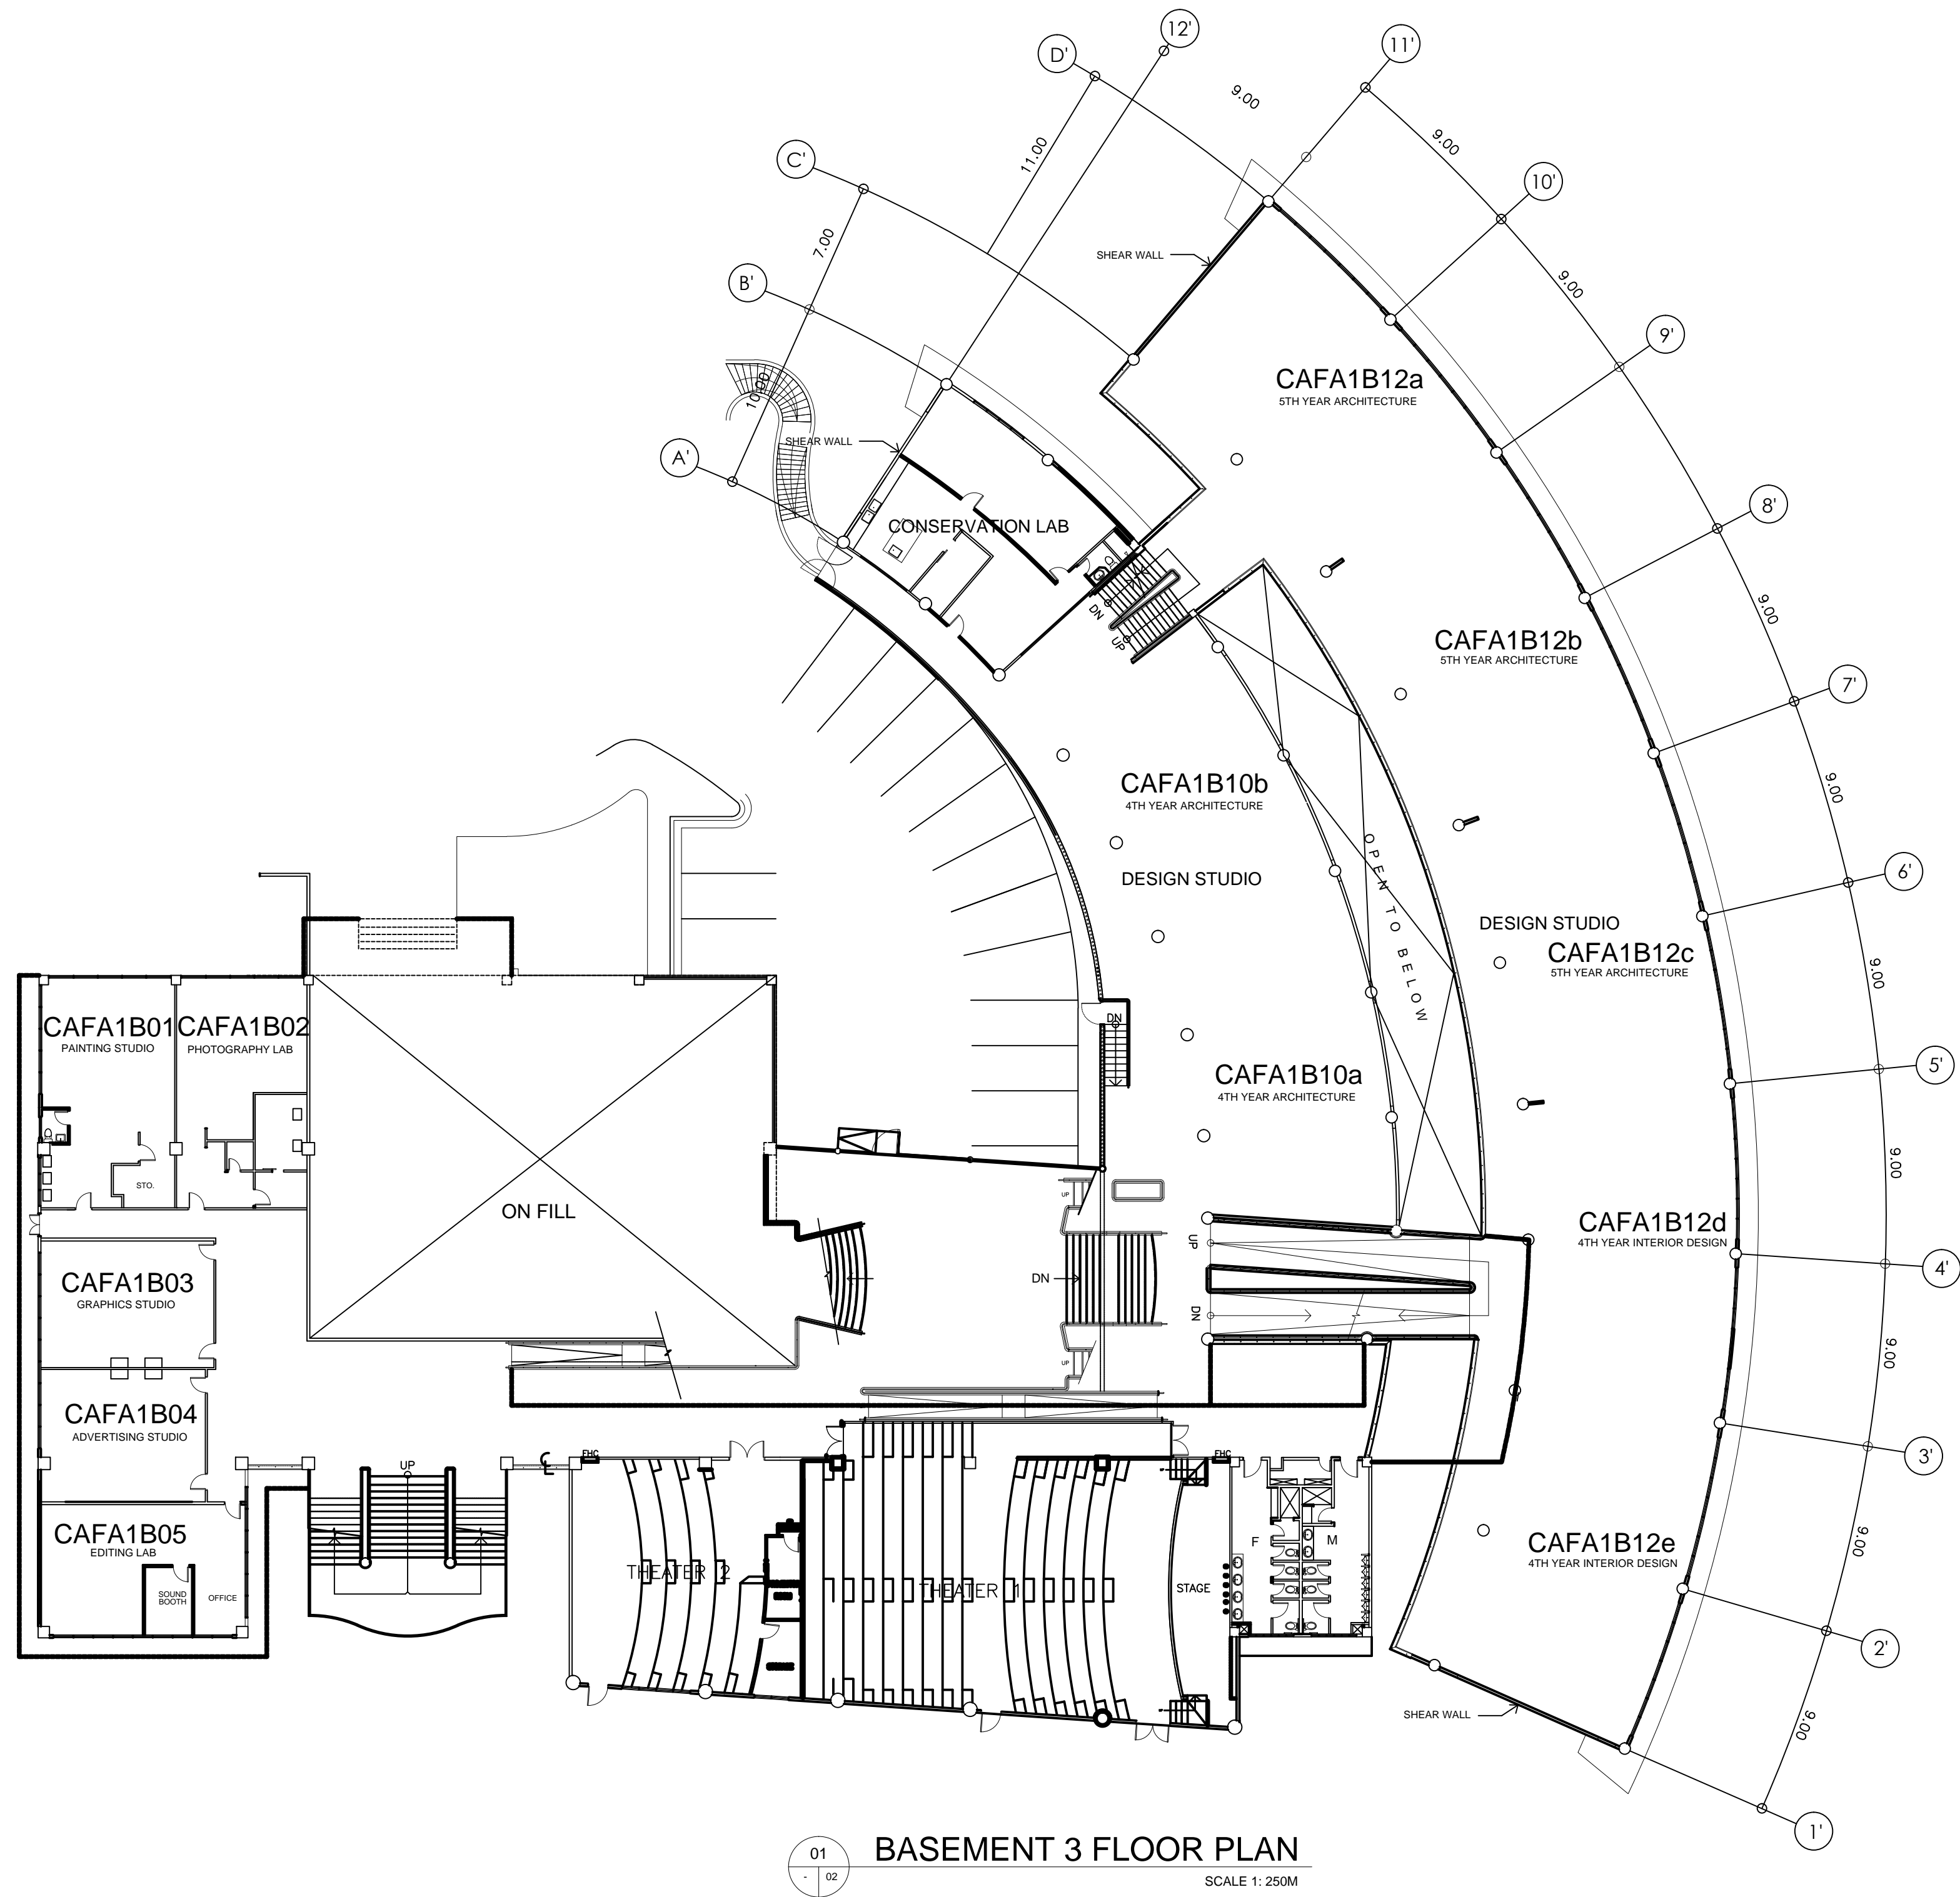 12'
11'
D'
9.00
9.00
11.00
C'
10'
7.00
SHEAR WALL
B'
9.00
9'
CAFA1B12a
5TH YEAR ARCHITECTURE
10.00
SHEAR WALL
A'
8'
CONSERVATION LAB
9.00
DN
UP
CAFA1B12b
5TH YEAR ARCHITECTURE
7'
CAFA1B10b
4TH YEAR ARCHITECTURE
9.00
OPEN TO BELOW
DESIGN STUDIO
6'
DESIGN STUDIO
CAFA1B12c
5TH YEAR ARCHITECTURE
9.00
CAFA1B01
PAINTING STUDIO
CAFA1B02
PHOTOGRAPHY LAB
DN
5'
CAFA1B10a
4TH YEAR ARCHITECTURE
9.00
STO.
UP
ON FILL
CAFA1B12d
4TH YEAR INTERIOR DESIGN
UP
4'
CAFA1B03
GRAPHICS STUDIO
DN
DN
9.00
UP
CAFA1B04
ADVERTISING STUDIO
3'
UP
CL
FHC
FHC
CAFA1B05
EDITING LAB
F
M
CAFA1B12e
4TH YEAR INTERIOR DESIGN
9.00
THEATER 2
THEATER 1
STAGE
SOUND
BOOTH
OFFICE
2'
SHEAR WALL
9.00
1'
01
BASEMENT 3 FLOOR PLAN
- 02
SCALE 1: 250M